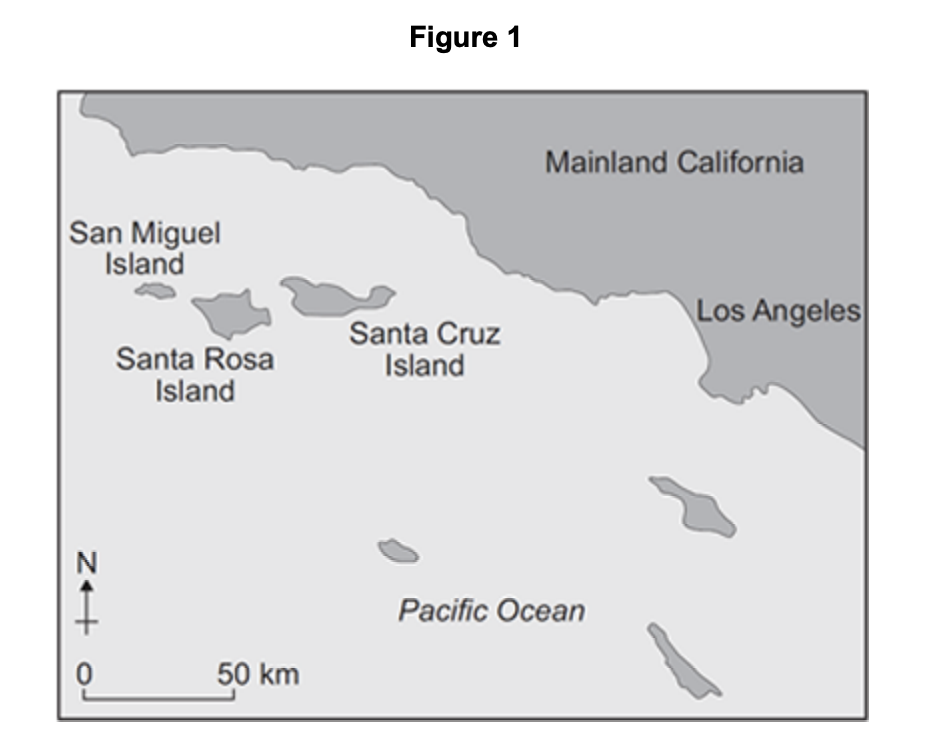 Figure 1
Mainland California
San Miguel
Island
Los Angeles
Santa Cruz
Island
Santa Rosa
Island
N
Pacific Ocean
0 50 km